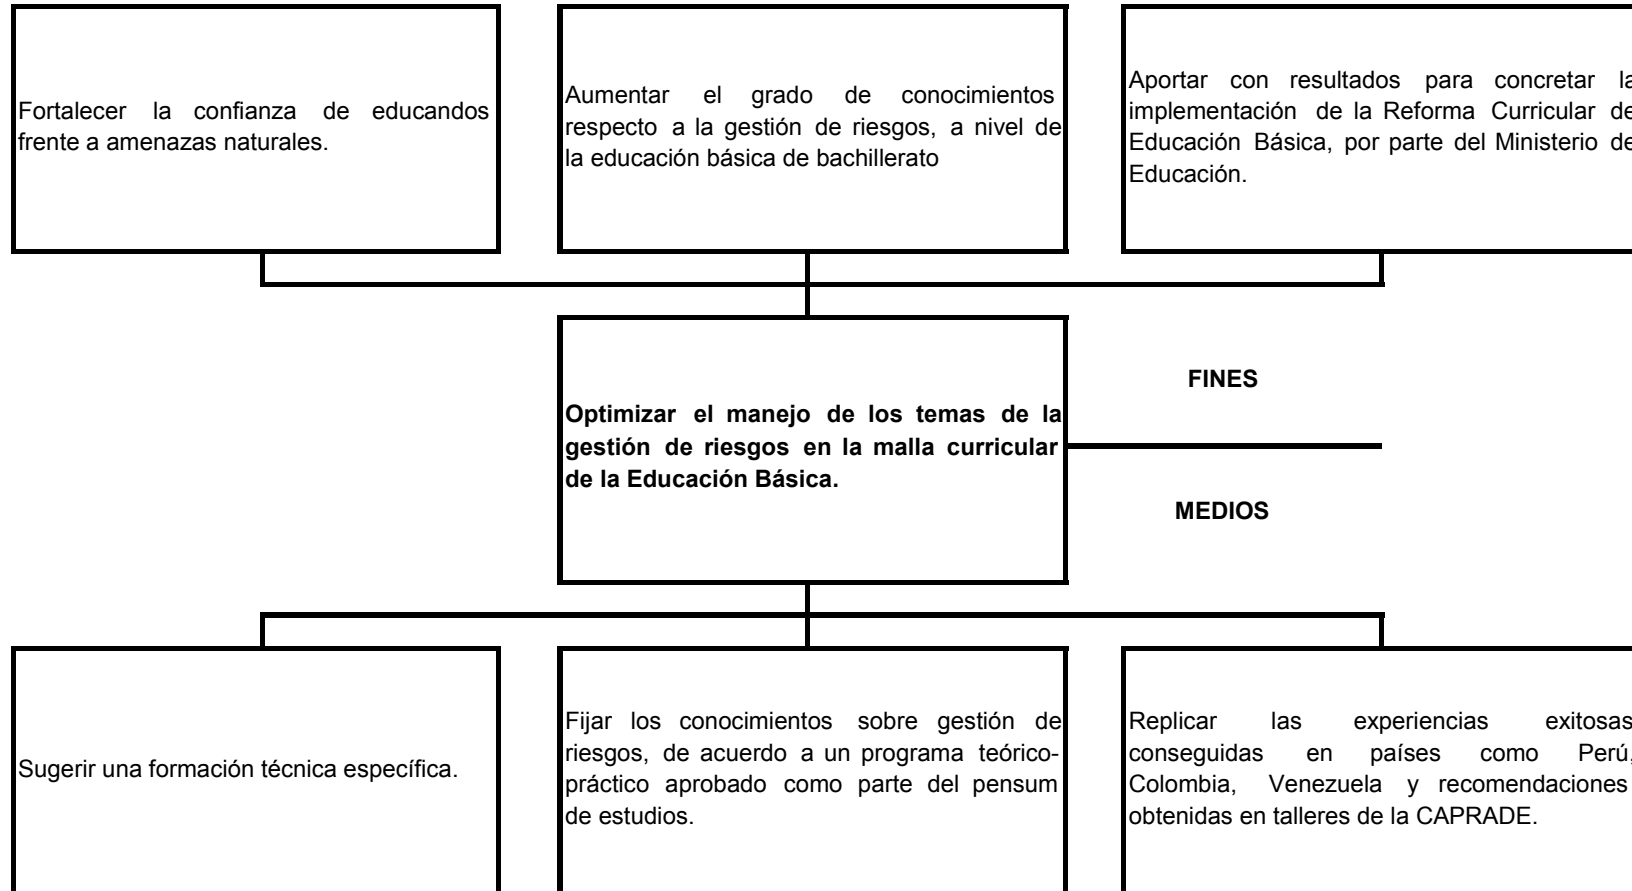 Fortalecer la confianza de educandos
frente a amenazas naturales.
Aumentar el grado de conocimientos
respecto a la gestión de riesgos, a nivel de
la educación básica de bachillerato
Aportar con resultados para concretar la
implementación de la Reforma Curricular de
Educación Básica, por parte del Ministerio de
Educación.
Optimizar el manejo de los temas de la
gestión de riesgos en la malla curricular
de la Educación Básica.
FINES
MEDIOS
Sugerir una formación técnica específica.
Fijar los conocimientos sobre gestión de
riesgos, de acuerdo a un programa teórico-
práctico aprobado como parte del pensum
de estudios.
Replicar las experiencias exitosas
conseguidas en países como Perú,
Colombia, Venezuela y recomendaciones
obtenidas en talleres de la CAPRADE.